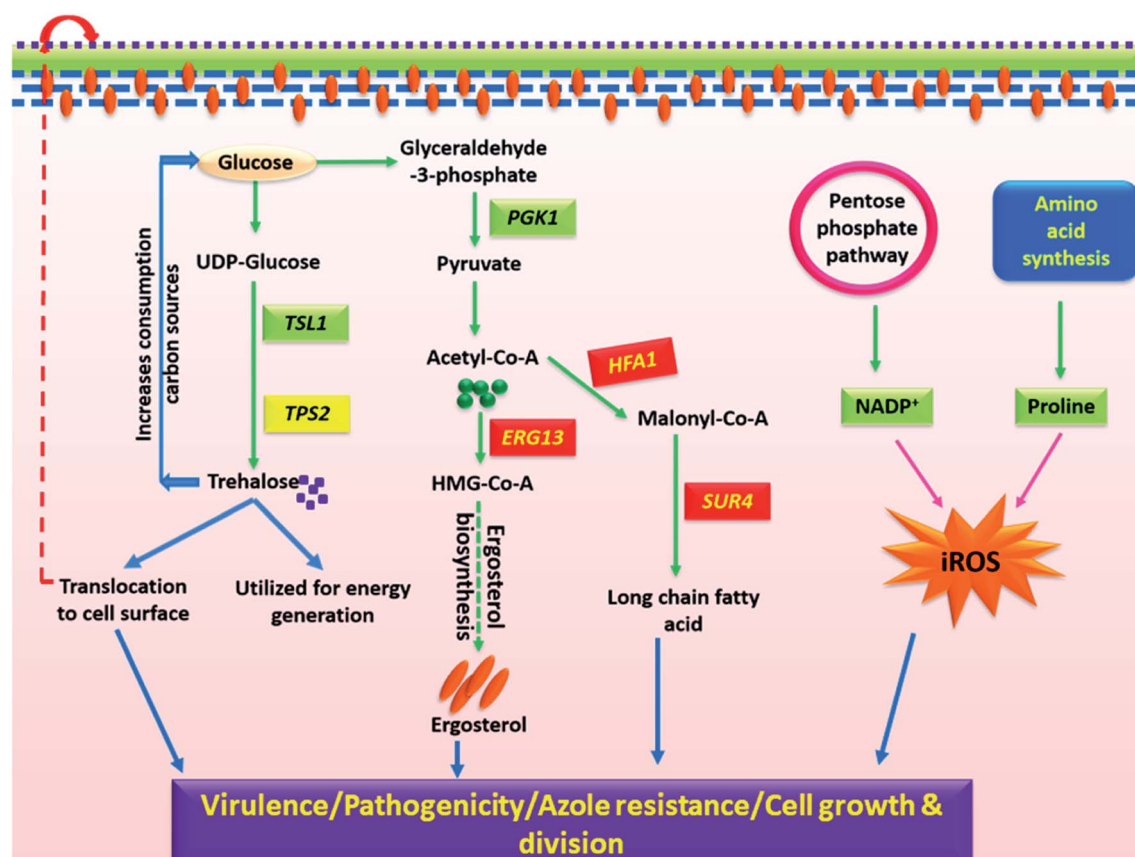 Glucose
Glyceraldehyde
-3-phosphate
PGK1
Pyruvate
UDP-Glucose
TSL1
TPS2
Trehalose
Increases consumption
carbon sources
Translocation
to cell surface
Utilized for energy
generation
Acetyl-Co-A
HFA1
ERG13
HMG-Co-A
Ergosterol
biosynthesis
Ergosterol
Malonyl-Co-A
SUR4
Long chain fatty
acid
Pentose
phosphate
pathway
NADP⁺
Amino
acid
synthesis
Proline
iROS
Virulence/Pathogenicity/Azole resistance/Cell growth &
division